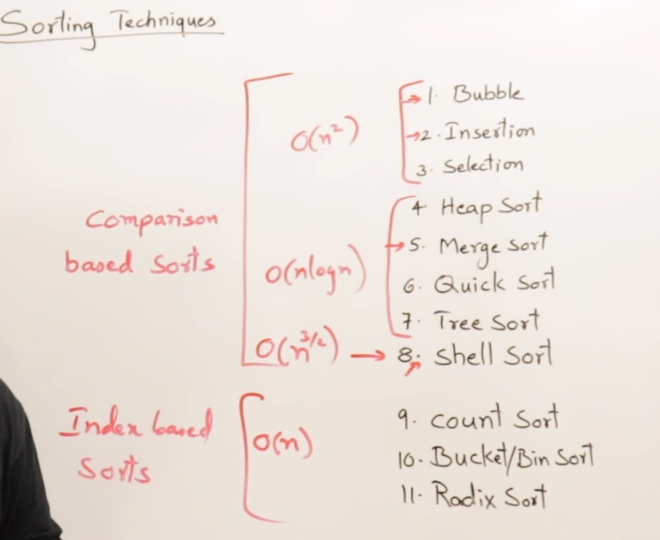 Sorting Techniques
Comparison
based Sorts
O(n²)
1. Bubble
2. Insertion
3. Selection
O(nlogn)
4 Heap Sort
5. Merge Sort
6. Quick Sort
7. Tree Sort
O(n^3/2) → 8. Shell Sort
Index based
Sorts
O(n)
9. Count Sort
10. Bucket/Bin Sort
11. Radix Sort